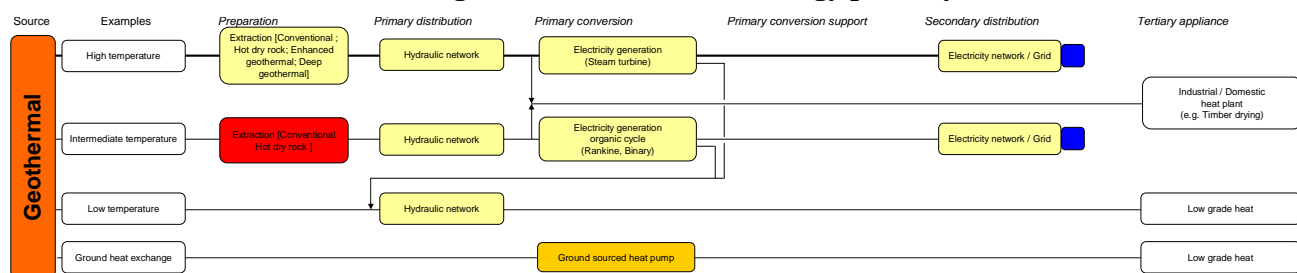 Source Examples Preparation Primary distribution Primary conversion Primary conversion support Secondary distribution Tertiary appliance
Geothermal
High temperature
Extraction [Conventional ;
Hot dry rock; Enhanced
geothermal; Deep
geothermal]
Hydraulic network
Electricity generation
(Steam turbine)
Electricity network / Grid
Industrial / Domestic
heat plant
(e.g. Timber drying)
Intermediate temperature
Extraction [Conventional
Hot dry rock ]
Hydraulic network
Electricity generation
organic cycle
(Rankine, Binary)
Electricity network / Grid
Low temperature
Hydraulic network
Low grade heat
Ground heat exchange
Ground sourced heat pump
Low grade heat